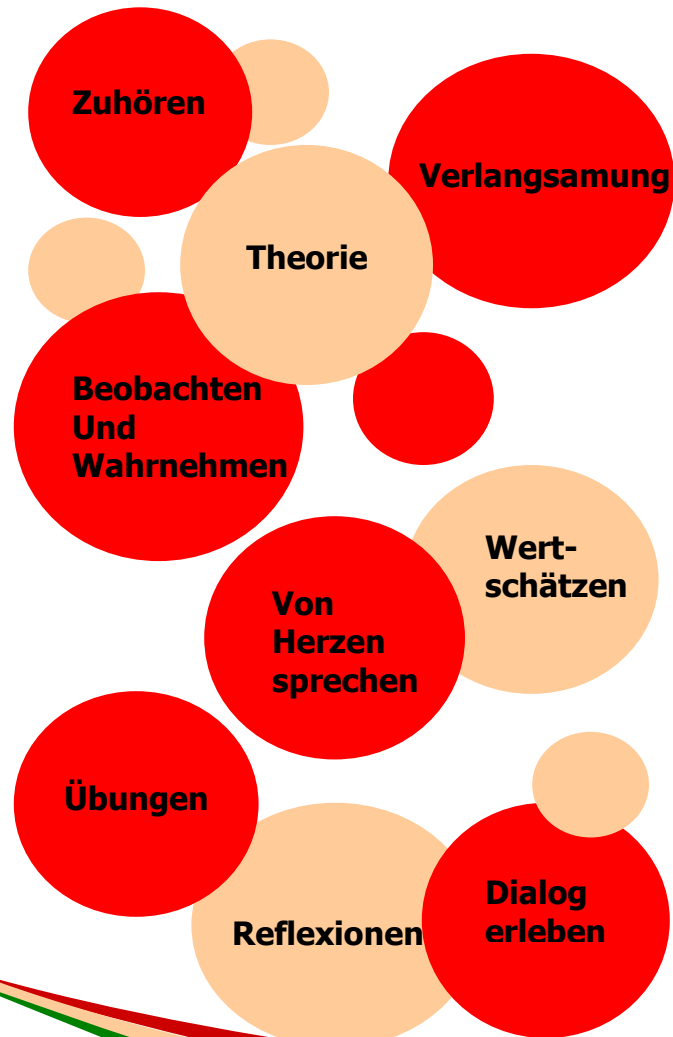 Zuhören
Verlangsamung
Theorie
Beobachten
Und
Wahrnehmen
Wert-
schätzen
Von
Herzen
sprechen
Übungen
Reflexionen
Dialog
erleben